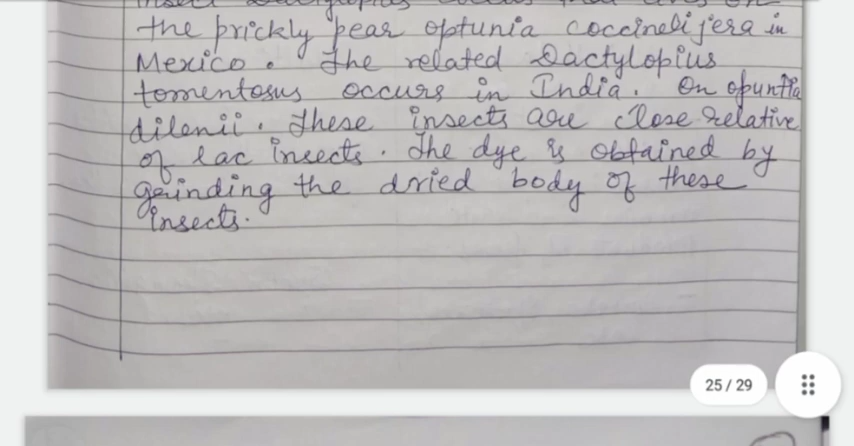 the prickly pear optunia coccinelijera in
Mexico. The related Dactylopius
tomentosus occurs in India. On opuntia
dilenii. These insects are close relative
of lac insects. The dye is obtained by
grinding the dried body of these
insects.
25 / 29